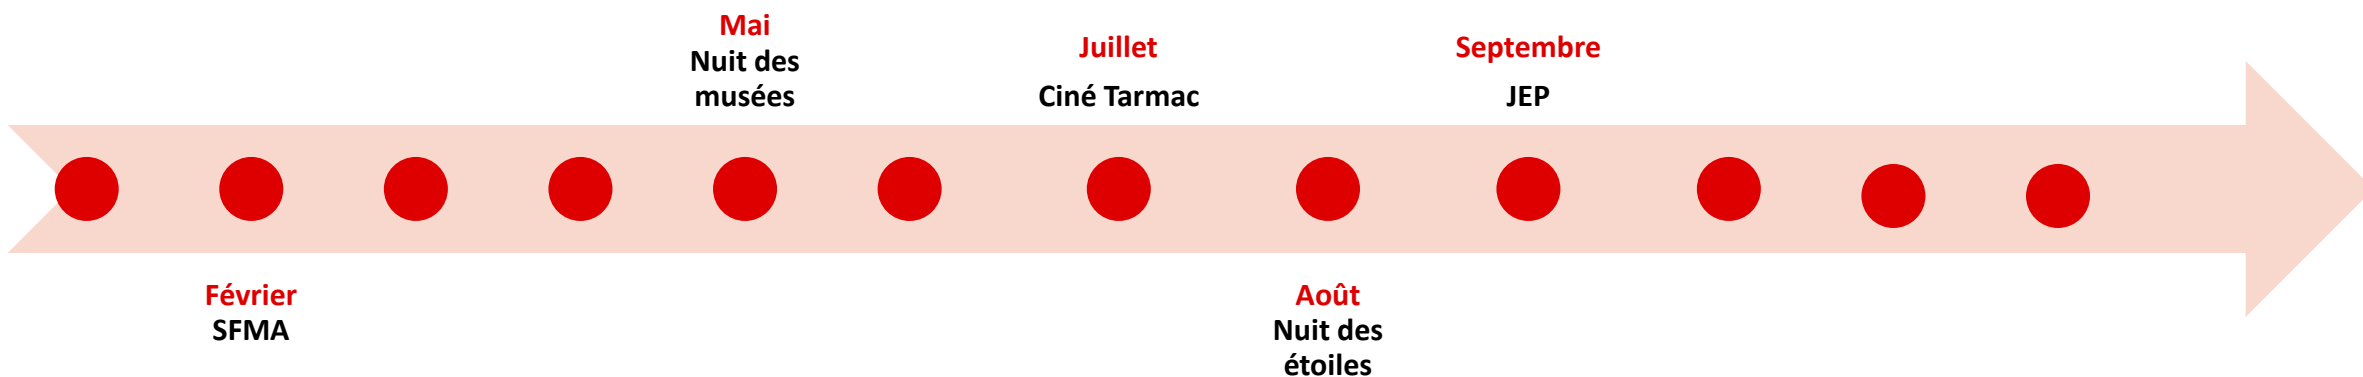 Mai
Nuit des
musées
Juillet
Ciné Tarmac
Septembre
JEP
Février
SFMA
Août
Nuit des
étoiles